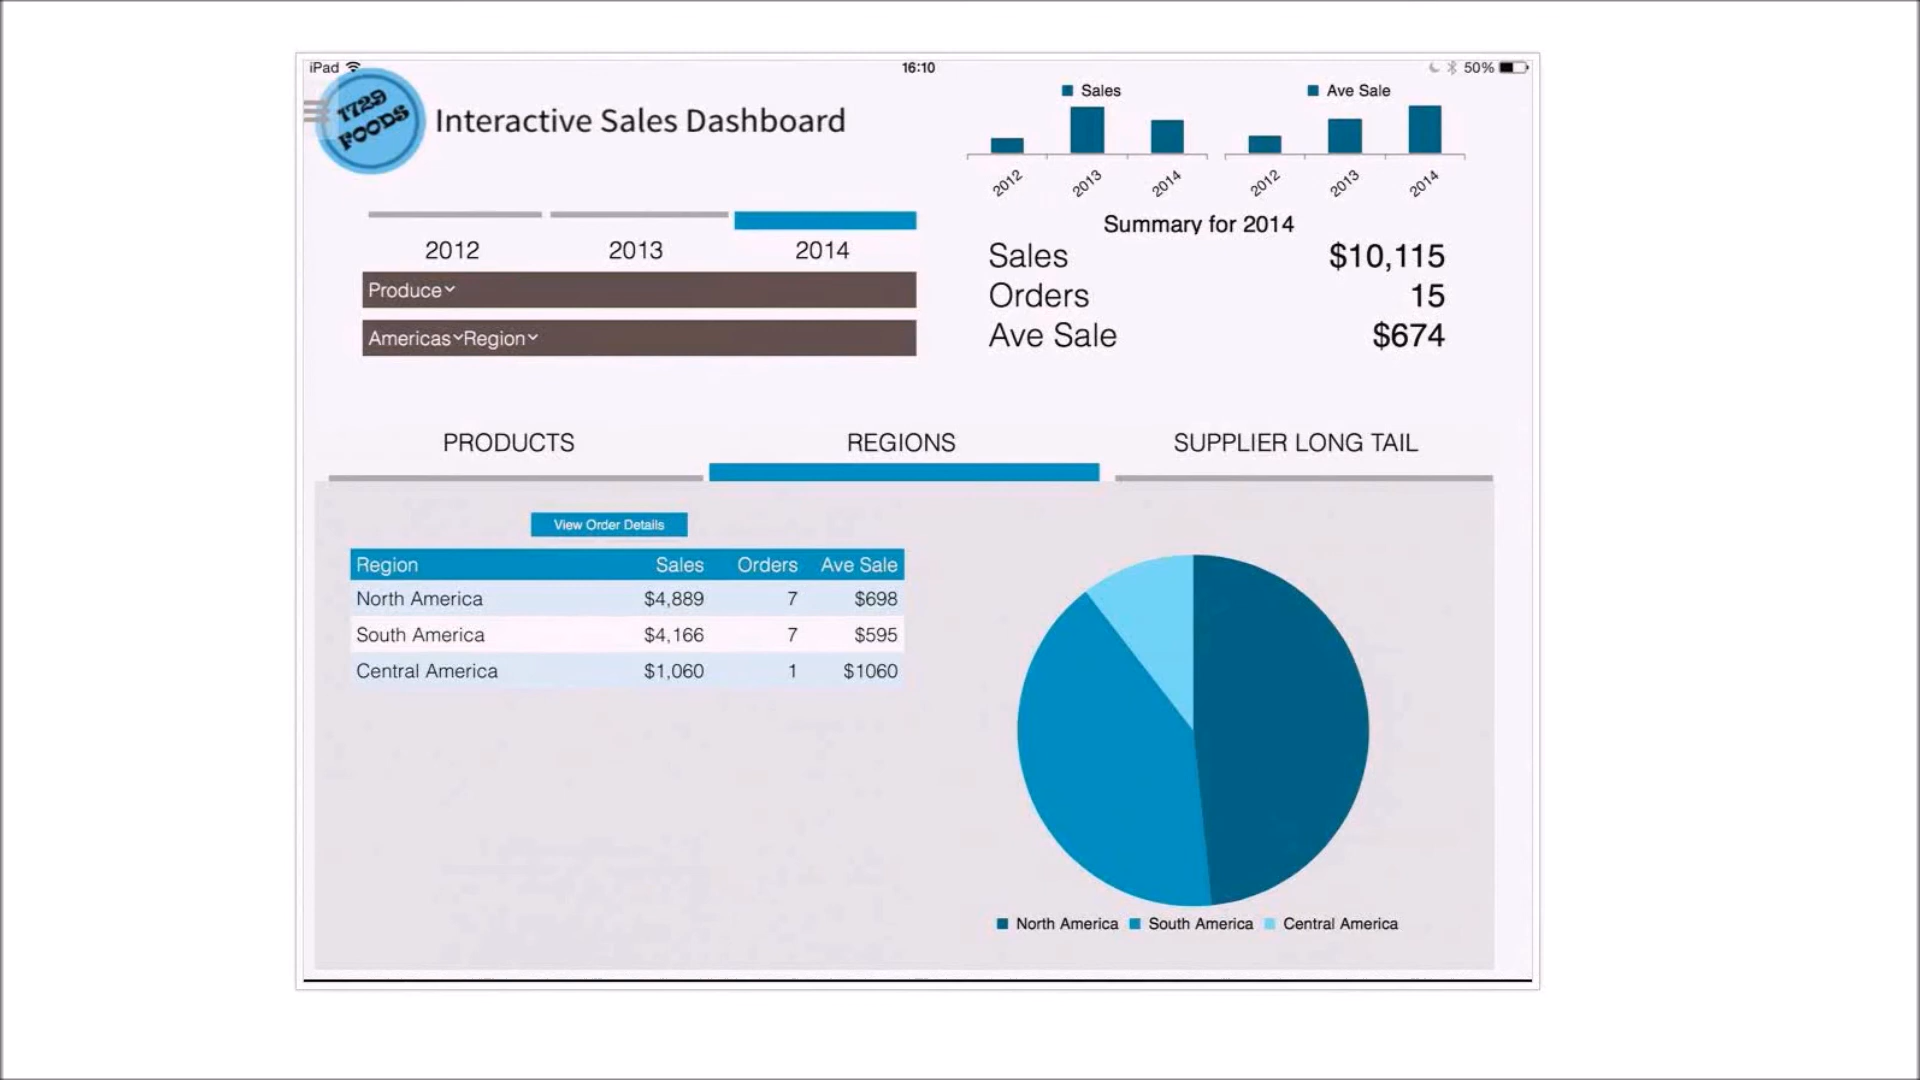 iPad 16:10 50%
1729 FOODS
Interactive Sales Dashboard
Sales
2012 2013 2014
Ave Sale
2012 2013 2014
2012 2013 2014
Produce
Americas Region
Summary for 2014
Sales $10,115
Orders 15
Ave Sale $674
PRODUCTS REGIONS SUPPLIER LONG TAIL
View Order Details
Region Sales Orders Ave Sale
North America $4,889 7 $698
South America $4,166 7 $595
Central America $1,060 1 $1060
North America South America Central America